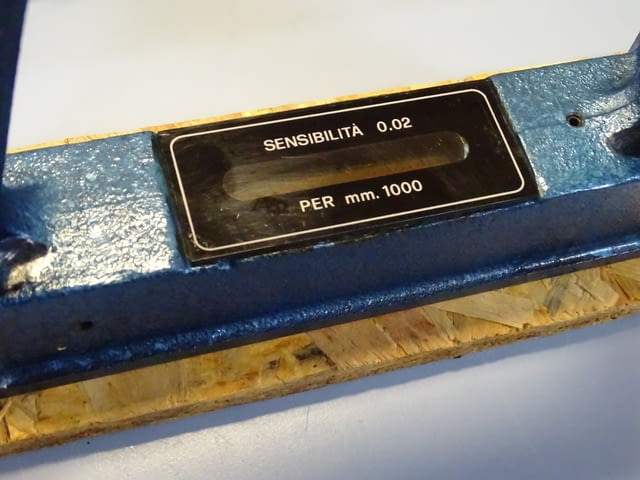 SENSIBILITÀ 0.02
PER mm. 1000